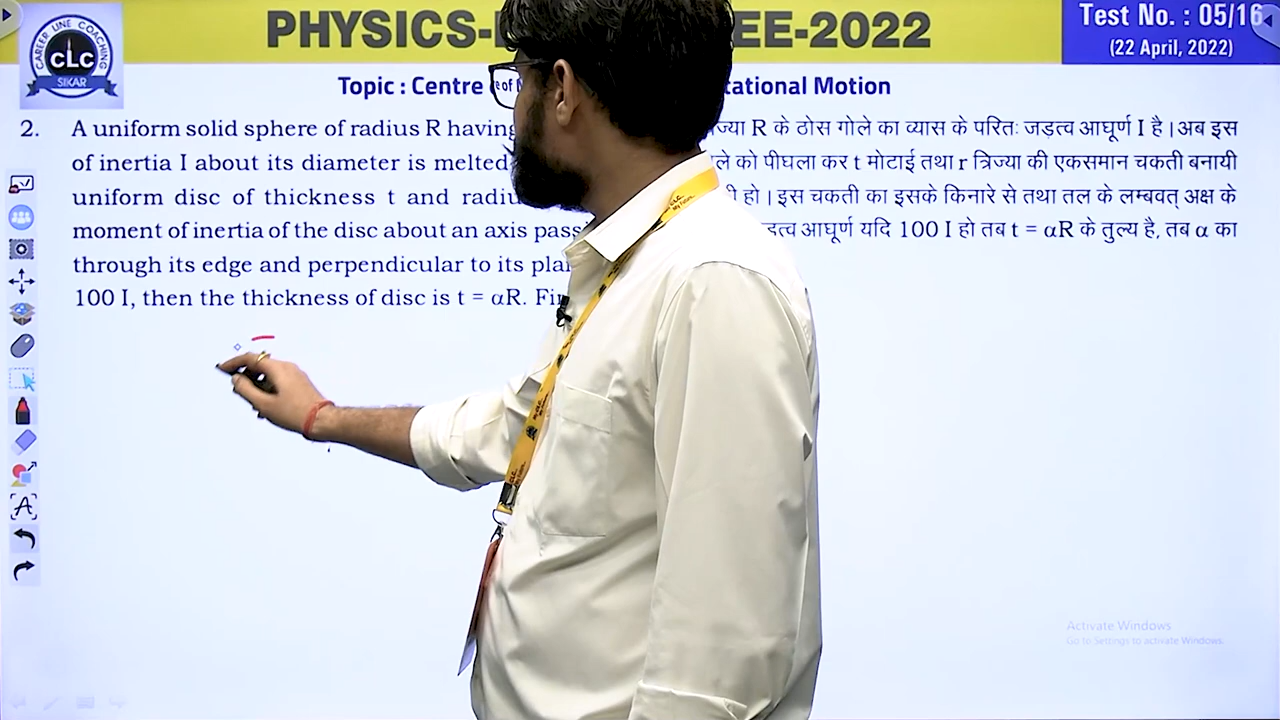 PHYSICS- EE-2022
Test No. : 05/16
(22 April, 2022)
CAREER LINE COACHING
CLC
SIKAR
Topic : Centre of tational Motion
2. A uniform solid sphere of radius R having
of inertia I about its diameter is melted
uniform disc of thickness t and radiu
moment of inertia of the disc about an axis pass
through its edge and perpendicular to its plan
100 I, then the thickness of disc is t = αR. Fin
ज्या R के ठोस गोले का व्यास के परितः जड़त्व आघूर्ण I है। अब इस
ले को पीघला कर t मोटाई तथा r त्रिज्या की एकसमान चकती बनायी
हो। इस चकती का इसके किनारे से तथा तल के लम्बवत् अक्ष के
ड़त्व आघूर्ण यदि 100 I हो तब t = αR के तुल्य है, तब α का
Activate Windows
Go to Settings to activate Windows.